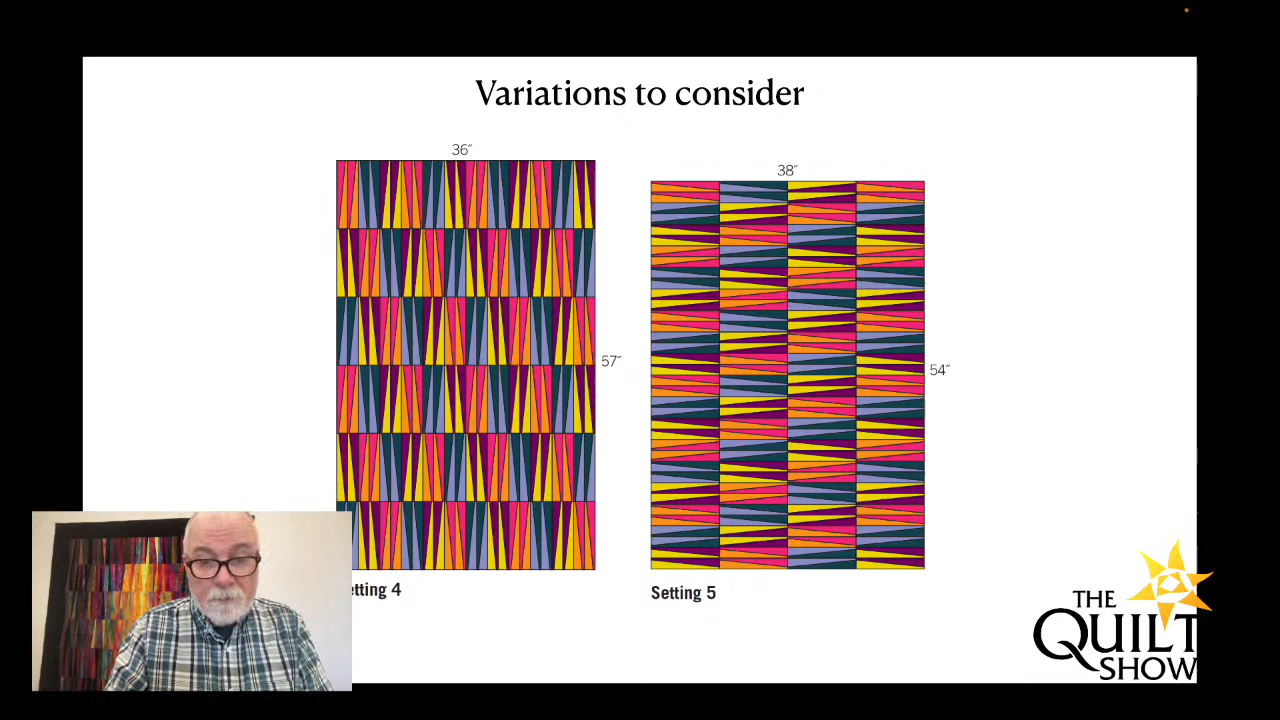 Variations to consider
36″
38″
57″
54″
etting 4
Setting 5
THE
QUILT
SHOW